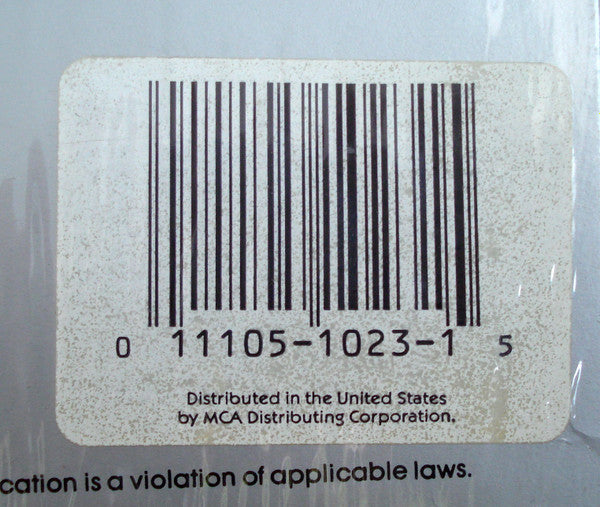 0 11105-1023-1 5
Distributed in the United States
by MCA Distributing Corporation.
cation is a violation of applicable laws.